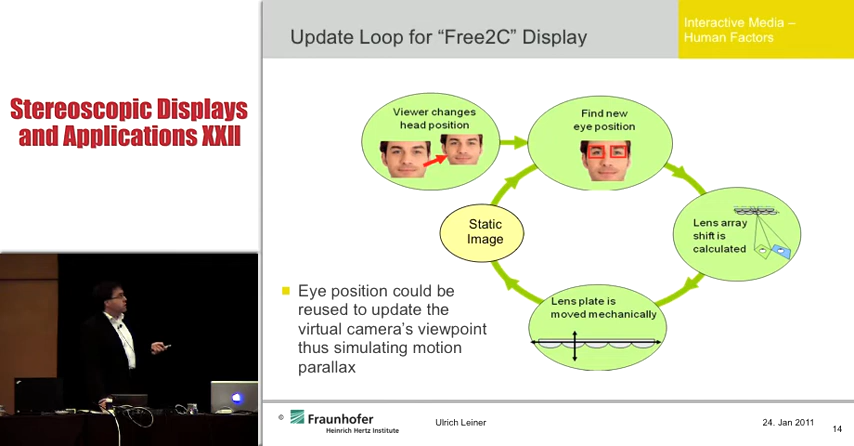 Stereoscopic Displays
and Applications XXII
Update Loop for “Free2C” Display
Interactive Media –
Human Factors
Viewer changes
head position
Find new
eye position
Lens array
shift is
calculated
Lens plate is
moved mechanically
Static
Image
Eye position could be
reused to update the
virtual camera’s viewpoint
thus simulating motion
parallax
©
Fraunhofer
Heinrich Hertz Institute
Ulrich Leiner
24. Jan 2011
14